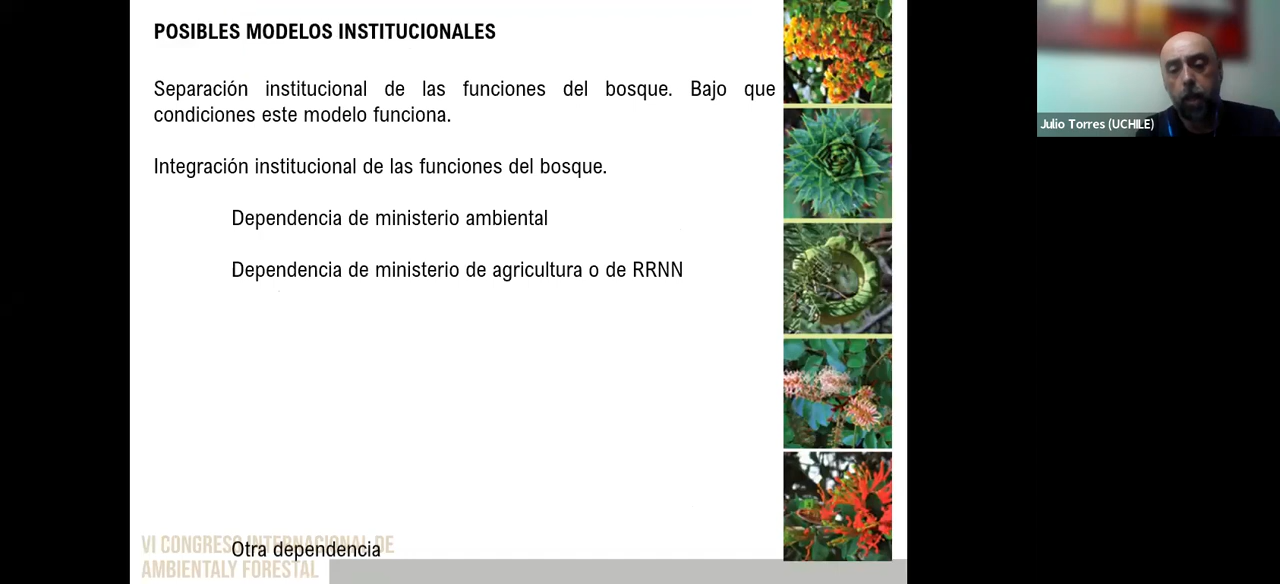 POSIBLES MODELOS INSTITUCIONALES
Separación institucional de las funciones del bosque. Bajo que
condiciones este modelo funciona.
Integración institucional de las funciones del bosque.
Dependencia de ministerio ambiental
Dependencia de ministerio de agricultura o de RRNN
Otra dependencia
VI CONGRESO INTERNACIONAL DE
AMBIENTALY FORESTAL
Julio Torres (UCHILE)